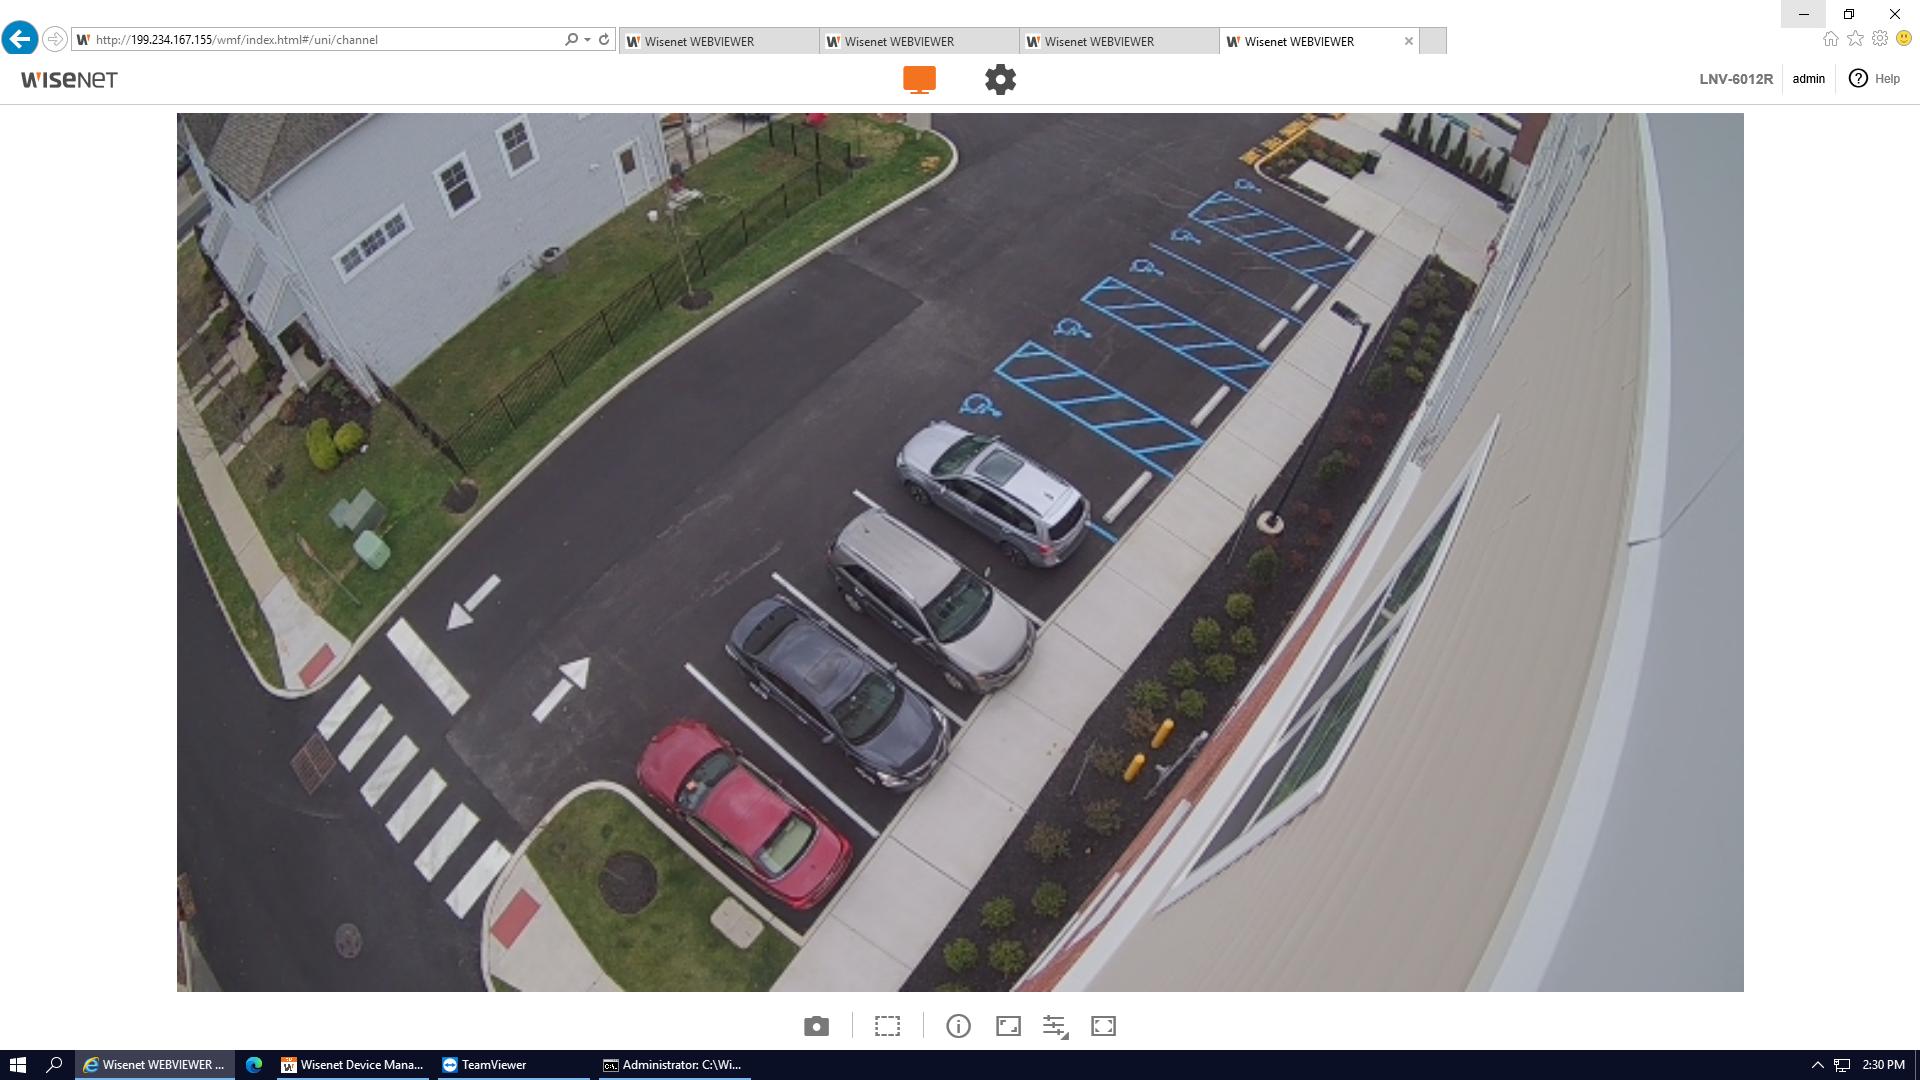 http://199.234.167.155/wmf/index.html#/uni/channel
Wisenet WEBVIEWER
Wisenet WEBVIEWER
Wisenet WEBVIEWER
Wisenet WEBVIEWER
WISENET
LNV-6012R
admin
Help
Wisenet WEBVIEWER ...
Wisenet Device Mana...
TeamViewer
Administrator: C:\Wi...
2:30 PM